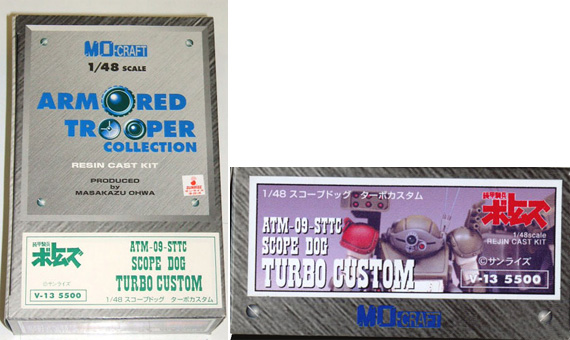 MO-CRAFT
1/48 SCALE
ARMORED
TROOPER
COLLECTION
RESIN CAST KIT
PRODUCED
by
MASAKAZU OHWA
装甲騎兵
ボトムズ
©サンライズ
V-13 5500
ATM-09-STTC
SCOPE DOG
TURBO CUSTOM
1/48 スコープドッグ ターボカスタム
1/48 スコープドッグ ターボカスタム
ATM-09-STTC
SCOPE DOG
TURBO CUSTOM
装甲騎兵
ボトムズ
1/48scale
RESIN CAST KIT
©サンライズ
V-13 5500
MO-CRAFT